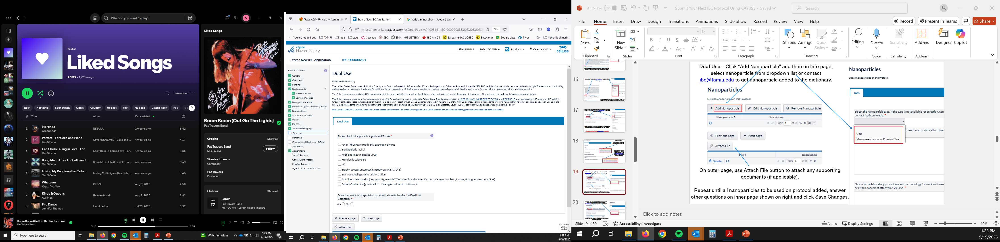 What do you want to play?
C
Playlist
Liked Songs
ck6527 • 1,270 songs
Date added
Rock
Nostalgia
Soundtrack
Classy
Country
Upbeat
Folk
Musicals
Classic Rock
Pop
# Title Album Date added
1 Morphea NEBULA 2 weeks ago 3:42
Green Lads
2 Perfect - For Cello and Piano Covers 2017, Vol. 1 (Cello and ... 4 weeks ago 4:37
GnuS Cello
3 Can't Help Falling in Love - For ... Can't Help Falling in Love (For... 4 weeks ago 2:55
GnuS Cello
4 Bring Me to Life - For Cello and... Bring Me to Life (For Cello an... 4 weeks ago 3:49
GnuS Cello
5 Losing My Religion - For Cello ... Losing My Religion (For Cello ... 4 weeks ago 3:45
GnuS Cello
6 Whatever KYGO Aug 5, 2025 2:58
Kygo, Ava Max
7 Kings & Queens Heaven & Hell Aug 2, 2025 2:42
Ava Max
8 Fire Dance Illumination Jul 25, 2025 3:52
Jennifer Thomas
Liked Songs
Pat Travers Band Live!
Go for what you know
Boom Boom (Out Go The Lights)
Pat Travers Band
Credits Show all
Pat Travers Band
Main Artist
Follow
Stanley J. Lewis
Composer
Pat Travers
Producer
On tour Show all
Oct
17
Lorain
Pat Travers Band
Fri 7:00 PM • Lorain Palace Theatre
Boom Boom (Out Go The Lights) - Live
Pat Travers Band
3:15
5:05
Type here to search
Watchlist ideas
1:23 PM
9/19/2025
Texas A&M University System - In
Start a New IBC Application
variola minor virus - Google Sear
https://tamiur4.uat.cayuse.com/esOpenPage.wc?400512~IBC-00000028%20%20%20%2
80%
You are logged out.
TAMIU
tools
stats
Cascade
SSO
SPIN
LISTSERV
IBC risk DB
Basecamp IACUC/IBC
Basecamp
Google class
Pivot
Other Bookmarks
cayuse
Hazard Safety
Site: TAMIU
Role: IBC Office
Products
Celeste Kidd
cayuse
Start a New IBC Application
IBC-00000028 1
Table of Contents
Options
Overview
Funding
Nucleic Acids
NIH Guidelines
Vectors/Plasmids
Biological Materials
Infectious Agents/Microorganisms
Nanoparticles
Whole Animal Work
Plants
Facilities
Transport/Shipping
Dual Use
Personnel
Occupational Health and Safety
Assurance
Attachments
Submit Protocol
Cancel Draft Protocol
Preview Protocol
Agents on IACUC Protocols
Dual Use
DURC and PEPP Policy
The United States Government Policy for Oversight of Dual Use Research of Concern (DURC) and Pathogens with Enhanced Pandemic Potential (PEPP) ("the Policy") is to establish a unified federal oversight framework for conducting
and managing certain types of federally funded life sciences research on biological agents and toxins that may pose risks to public health, agriculture, food security, economic security, or national security.
The Policy complements existing U.S. government statutes and regulations regarding biosafety and biosecurity oversight and the responsible conduct of life sciences research involving pathogens and toxins.
The Policy does not supersede, but complements, existing federal regulations, including the Select Agent Regulations as listed in 9 CFR 121.3–121.4, 42 CFR 73.3–73.4, and 7 CFR 331.3 and regulated by USDA and/or HHS. All Risk
Group 4 pathogens listed in Appendix B of the NIH Guidelines. A subset of Risk Group 3 pathogens listed in Appendix B of the NIH Guidelines. For biological agents affecting humans that have not been assigned a Risk Group in the
NIH Guidelines, agents affecting humans that are recommended to be handled at Biosafety Level 3 (BSL-3) or Biosafety Level 4 (BSL-4) per the BMBL guidance are subject to this Policy.4
IMPLEMENTATION GUIDANCE for the United States Government Policy for Oversight of Dual Use Research of Concern and Pathogens with Enhanced Pandemic Potential
Dual Use
Please check all applicable Agents and Toxins *
Avian influenza virus (highly pathogenic) virus
Burkholderia mallei
Foot-and-mouth disease virus
Francisella tularensis
N/A
Staphylococcal enterotoxins (subtypes A, B, C, D, E)
Toxin-producing strains of Clostridium
Botulinum neurotoxins (any quantity, even BOTOX other brand names: Dysport, Xeomin, Myobloc, Lantox, Prosigne, Neuronox/Siax)
Other (Contact ibc@tamiu.edu to have agent added to dictionary)
Does your work with agent/toxin checked above fall under the Dual Use
Categories? *
Yes No
Previous page
Next page
Attach File
Resource
Center
badge
1:23 PM
9/19/2025
AutoSave On
Submit Your Next IBC Protocol Using CAYUSE • Saved
Search
File
Home
Insert
Draw
Design
Transitions
Animations
Slide Show
Record
Review
View
Help
Record
Present in Teams
Share
Paste
Clipboard
New
Slide
Slides
18
B I U S ab AV
A Aa A A
Font
Paragraph
Shapes
Arrange
Quick
Styles
Drawing
Editing
Dictate
Voice
Sensitivity
Sensitivity
Add-ins
Add-ins
Designer
Copilot
16
17
18
19
20
Dual Use – Click “Add Nanoparticle” and then on Info page,
select nanoparticle from dropdown list or contact
ibc@tamiu.edu to get nanoparticle added to the dictionary.
Nanoparticles
List all Nanoparticles on this Protocol
Add Nanoparticle
Edit Nanoparticle
Remove Nanoparticle
Nanoparticle
Description
Page 1 of 0
20
Previous page
Next page
Attach File
File
Description
Delete
Page 1 of 0
On outer page, use Attach File button to attach any supporting
documents (if applicable).
Repeat until all nanoparticles to be used on protocol added, answer
other questions on inner page shown on right and click Save Changes.
Nanoparticles
List all Nanoparticles on this Protocol
Info
Select the nanoparticle type. If the type is not available for selection, cont
contact ibc@tamiu.edu. *
Gold
Manganese-containing Prussian Blue
cture, hazards, etc. - attach liter
Describe the laboratory procedures and methodology for work with nano
or attach document after you click Save. *
Click to add notes
Slide 19 of 30
Accessibility: Investigate
Notes
Display Settings
40%
1:23 PM
9/19/2025